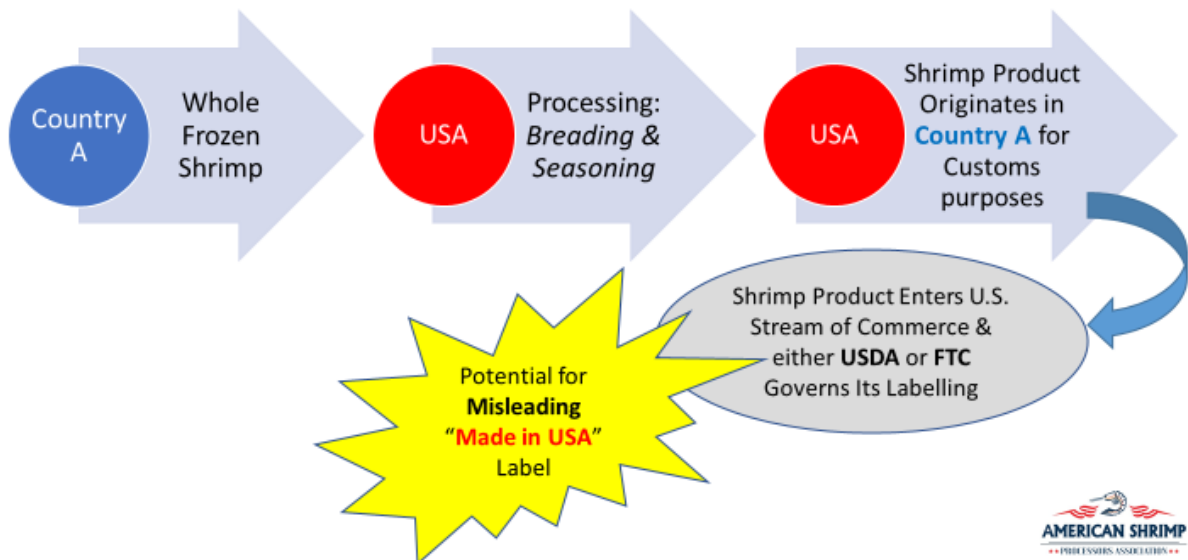 Country
A
Whole
Frozen
Shrimp
USA
Processing:
Breading &
Seasoning
USA
Shrimp Product
Originates in
Country A for
Customs
purposes
Shrimp Product Enters U.S.
Stream of Commerce &
either USDA or FTC
Governs Its Labelling
Potential for
Misleading
“Made in USA”
Label
AMERICAN SHRIMP
PROCESSORS ASSOCIATION